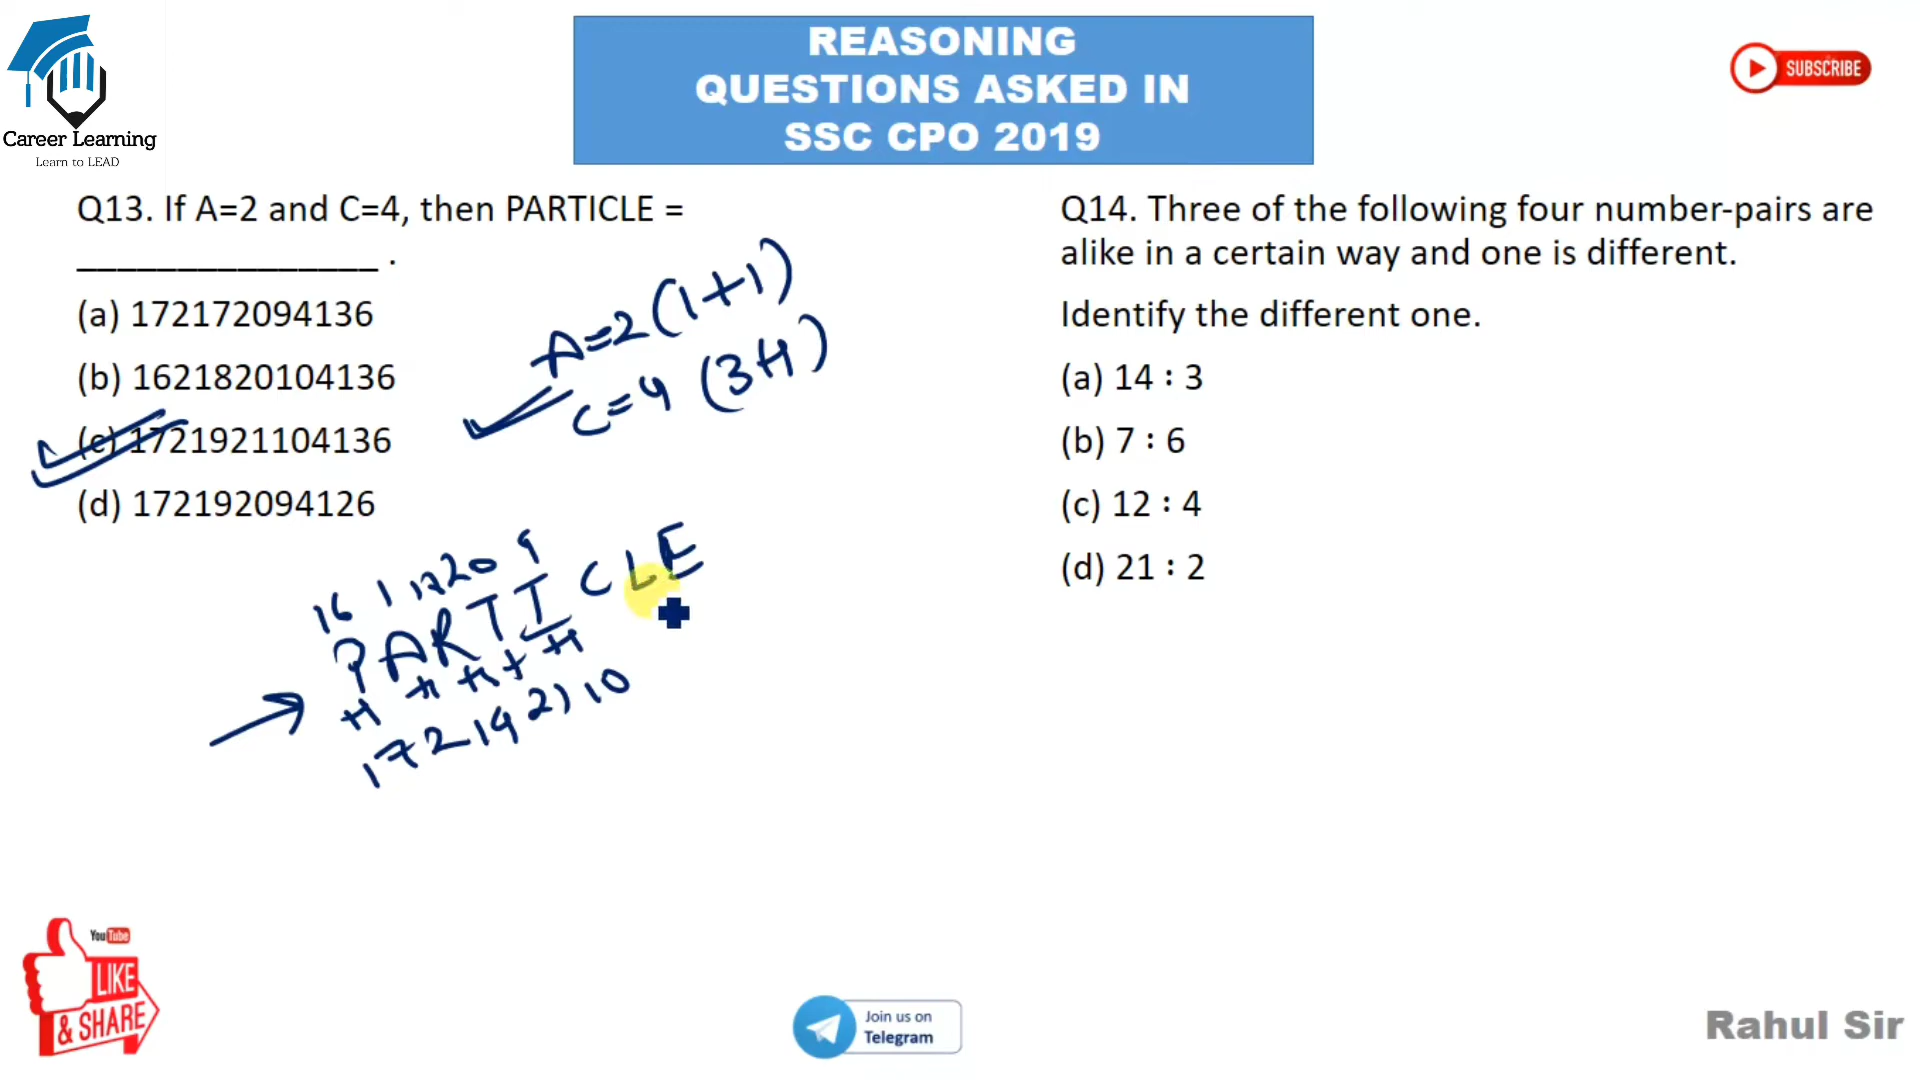 Career Learning
Learn to LEAD
REASONING
QUESTIONS ASKED IN
SSC CPO 2019
SUBSCRIBE
Q13. If A=2 and C=4, then PARTICLE =
_______________ .
(a) 172172094136
(b) 1621820104136
(c) 1721921104136
(d) 172192094126
A=2(1+1)
C=4 (3+1)
16 1 18 20 9
PARTICLE
+1 +1 +1 + +1
17 2 19 21 10
Q14. Three of the following four number-pairs are
alike in a certain way and one is different.
Identify the different one.
(a) 14 : 3
(b) 7 : 6
(c) 12 : 4
(d) 21 : 2
YouTube
LIKE
& SHARE
Join us on
Telegram
Rahul Sir